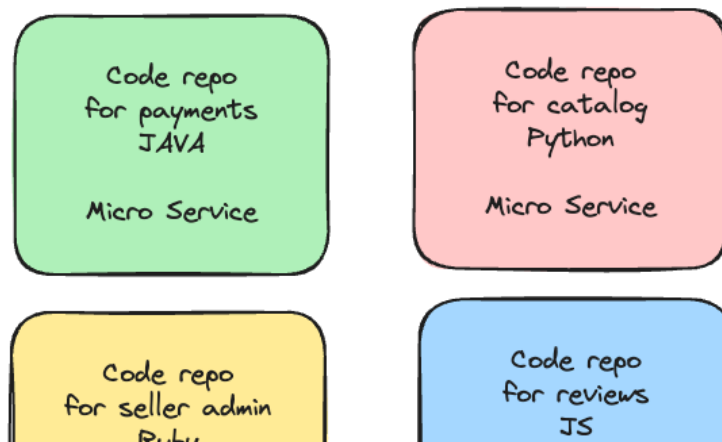 Code repo
for payments
JAVA
Micro Service
Code repo
for catalog
Python
Micro Service
Code repo
for seller admin
Ruby
Code repo
for reviews
JS